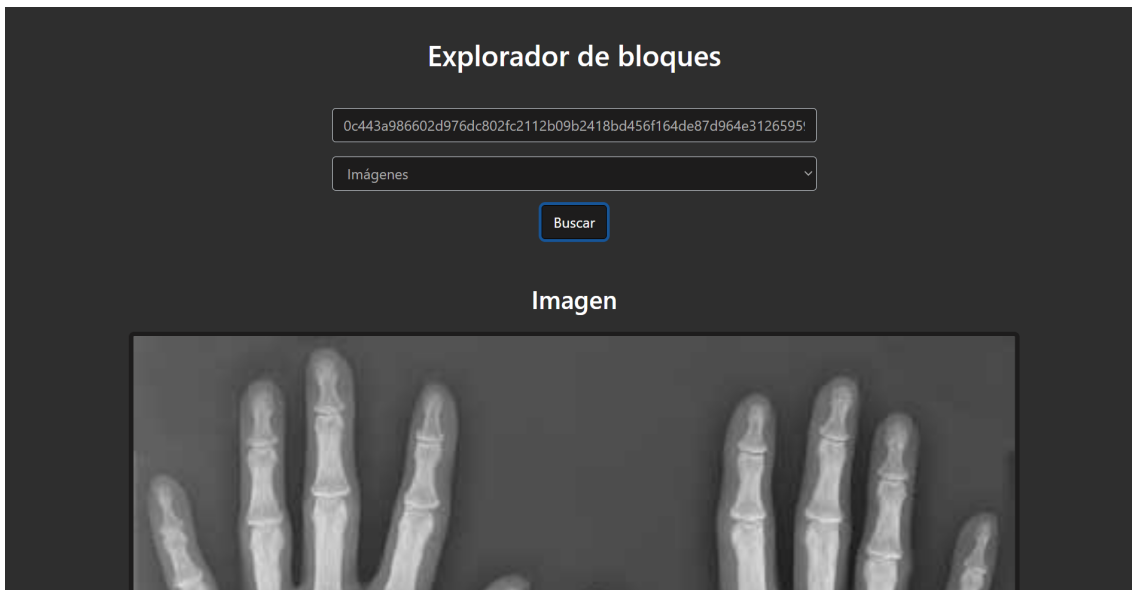 Explorador de bloques
0c443a986602d976dc802fc2112b09b2418bd456f164de87d964e3126595
Imágenes
Buscar
Imagen